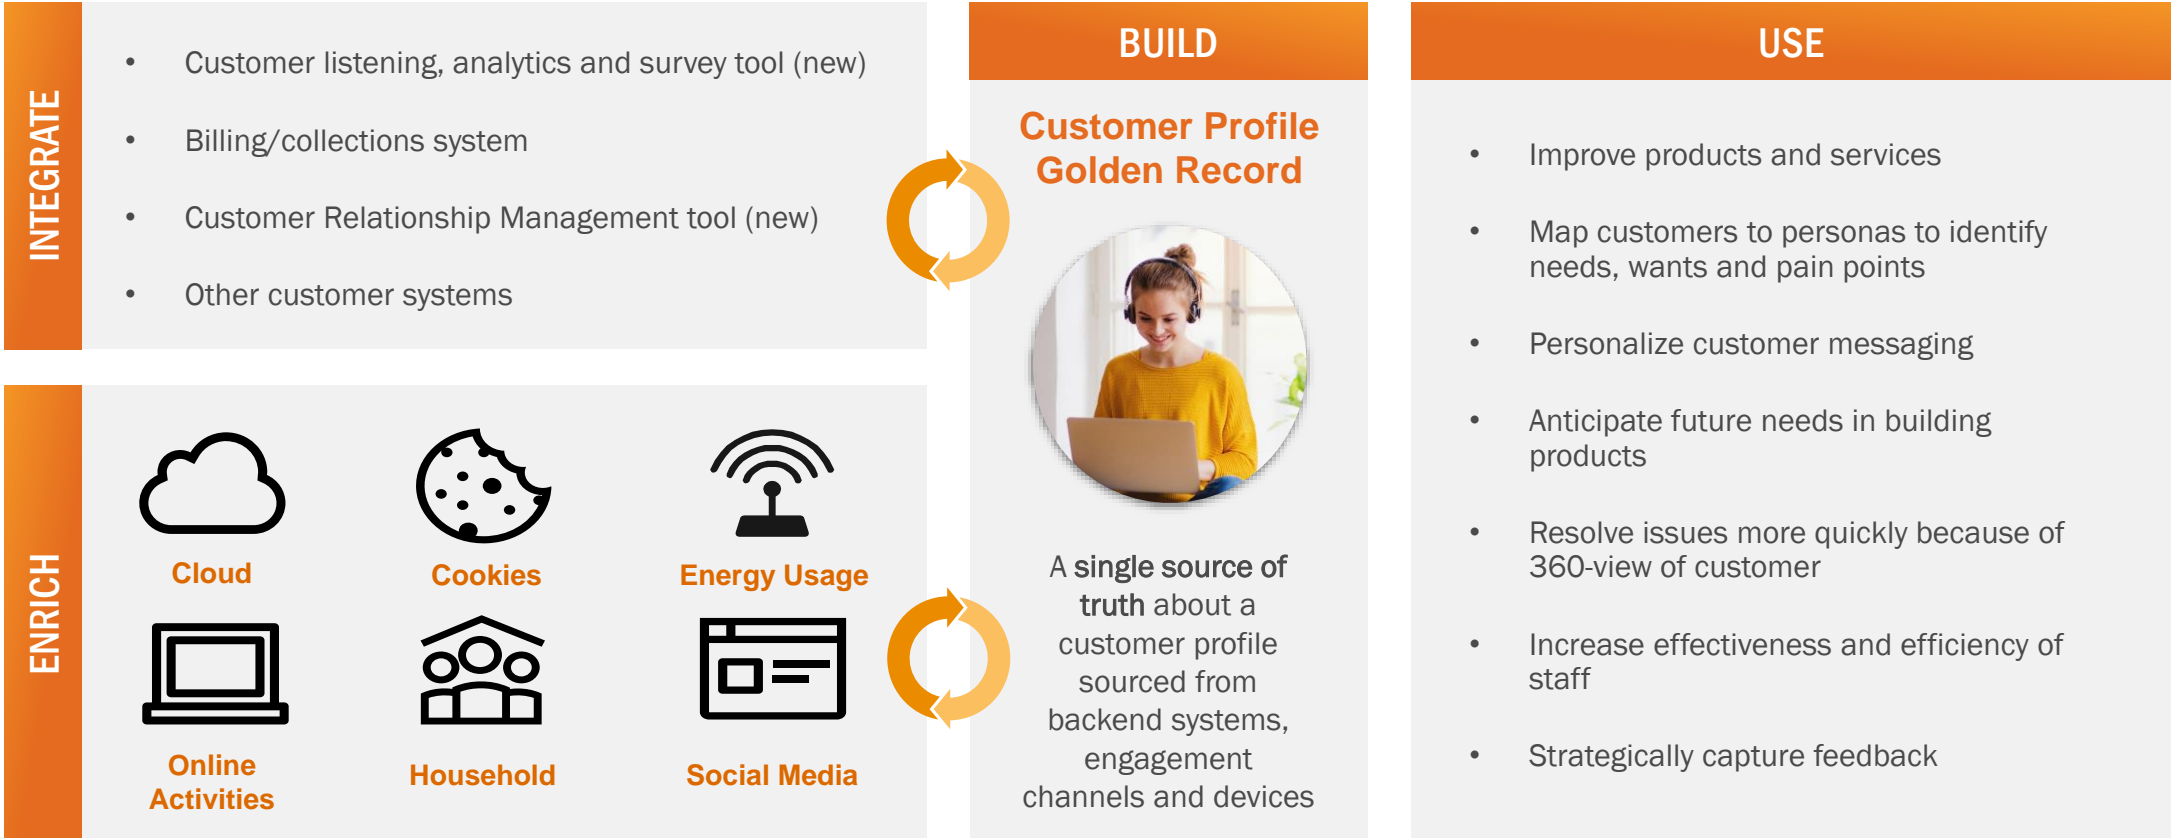 INTEGRATE
• Customer listening, analytics and survey tool (new)
• Billing/collections system
• Customer Relationship Management tool (new)
• Other customer systems
ENRICH
Cloud
Cookies
Energy Usage
Online
Activities
Household
Social Media
BUILD
Customer Profile
Golden Record
A single source of
truth about a
customer profile
sourced from
backend systems,
engagement
channels and devices
USE
• Improve products and services
• Map customers to personas to identify
needs, wants and pain points
• Personalize customer messaging
• Anticipate future needs in building
products
• Resolve issues more quickly because of
360-view of customer
• Increase effectiveness and efficiency of
staff
• Strategically capture feedback